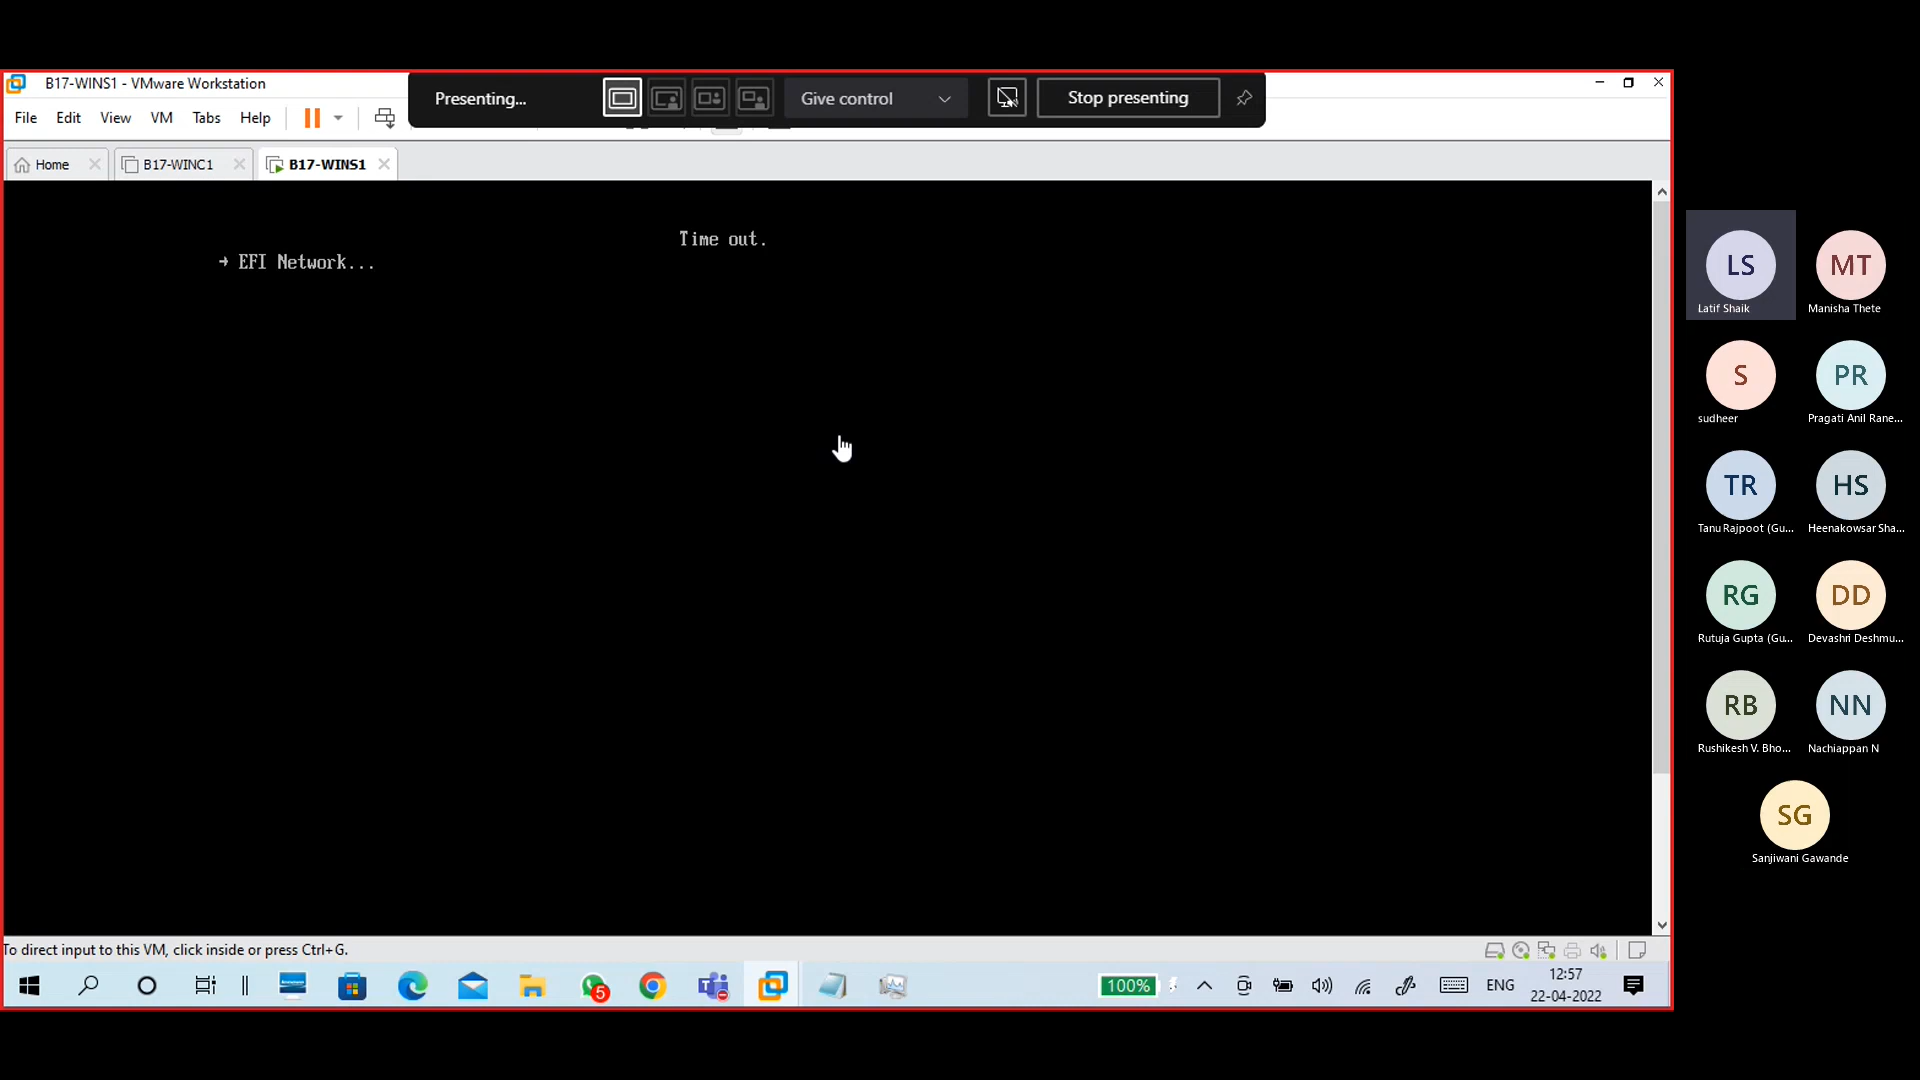 B17-WINS1 - VMware Workstation
Presenting...
Give control
Stop presenting
File Edit View VM Tabs Help
Home
B17-WINC1
B17-WINS1
Time out.
→ EFI Network...
LS
Latif Shaik
MT
Manisha Thete
S
sudheer
PR
Pragati Anil Rane...
TR
Tanu Rajpoot (Gu...
HS
Heenakowsar Sha...
RG
Rutuja Gupta (Gu...
DD
Devashri Deshmu...
RB
Rushikesh V. Bho...
NN
Nachiappan N
SG
Sanjiwani Gawande
To direct input to this VM, click inside or press Ctrl+G.
5
100%
ENG
12:57
22-04-2022